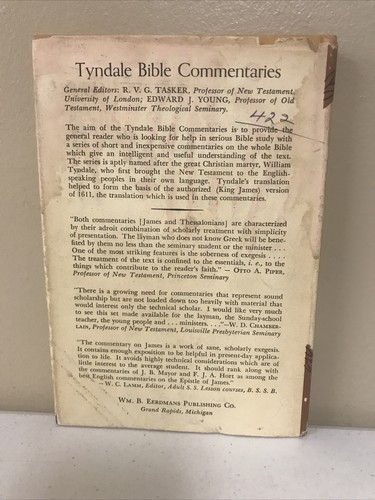 Tyndale Bible Commentaries
General Editors: R. V. G. TASKER, Professor of New Testament,
University of London; EDWARD J. YOUNG, Professor of Old
Testament, Westminster Theological Seminary.
422
The aim of the Tyndale Bible Commentaries is to provide the
general reader who is looking for help in serious Bible study with
a series of short and inexpensive commentaries on the whole Bible
which give an intelligent and useful understanding of the text.
The series is aptly named after the great Christian martyr, William
Tyndale, who first brought the New Testament to the English-
speaking peoples in their own language. Tyndale's translation
helped to form the basis of the authorized (King James) version
of 1611, the translation which is used in these commentaries.
"Both commentaries [James and Thessalonians] are characterized
by their adroit combination of scholarly treatment with simplicity
of presentation. The layman who does not know Greek will be bene-
fited by them no less than the seminary student or the minister ...
One of the most striking features is the soberness of exegesis . . . .
The treatment of the text is confined to the essentials, i. e., to the
things which contribute to the reader's faith." — OTTO A. PIPER,
Professor of New Testament, Princeton Seminary
"There is a growing need for commentaries that represent sound
scholarship but are not loaded down too heavily with material that
would interest only the technical scholar. I would like very much
to see this set made available for the layman, the Sunday-school
teacher, the young people and . . . ministers. . . ."—W. D. CHAMBER-
LAIN, Professor of New Testament, Louisville Presbyterian Seminary
"The commentary on James is a work of sane, scholarly exegesis.
It contains enough exposition to be helpful in present-day applica-
tion to life. It avoids highly technical considerations which are of
little interest to the average student. It should rank along with
the commentaries of J. B. Mayor and F. J. A. Hort as among the
best English commentaries on the Epistle of James."
—W. C. LAMM, Editor, Adult S. S. Lesson courses, B. S. S. B.
WM. B. EERDMANS PUBLISHING CO.
Grand Rapids, Michigan